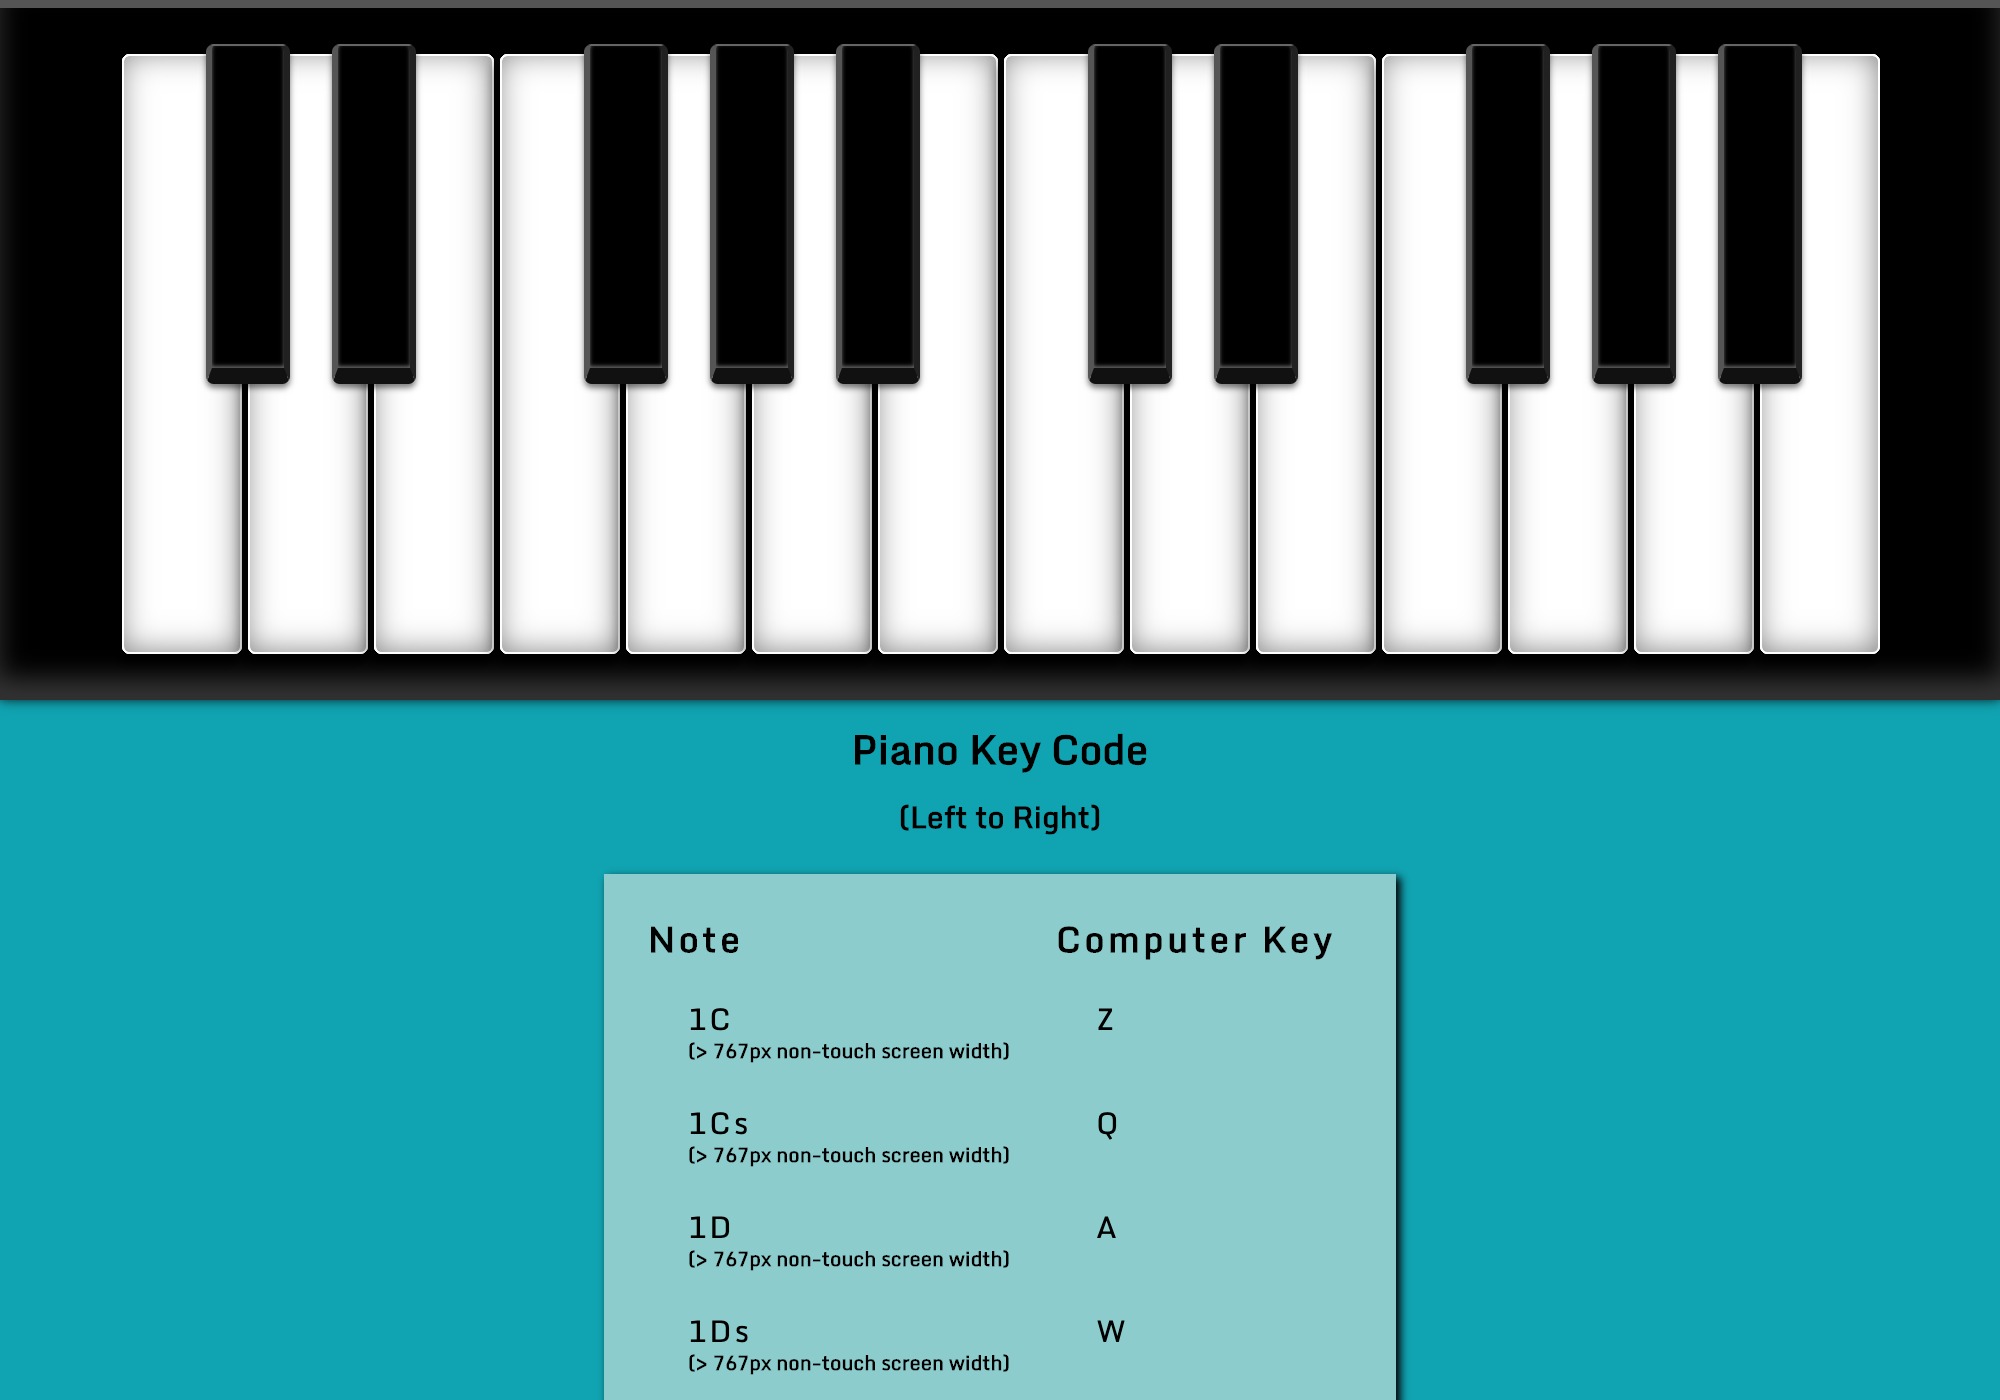 Piano Key Code
(Left to Right)
Note Computer Key
1C Z
(> 767px non-touch screen width)
1Cs Q
(> 767px non-touch screen width)
1D A
(> 767px non-touch screen width)
1Ds W
(> 767px non-touch screen width)